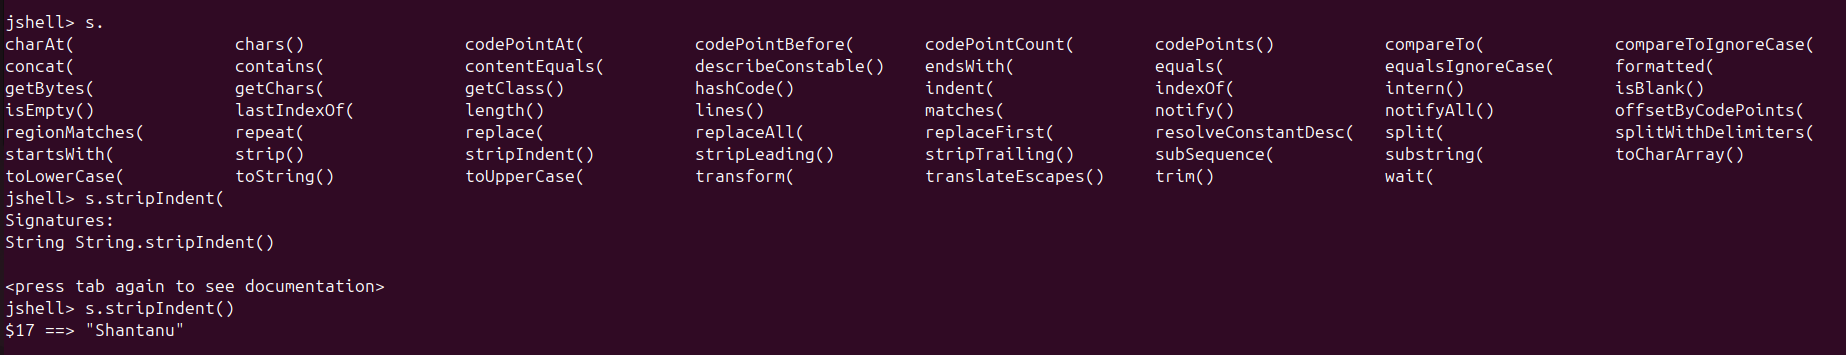 jshell> s.
charAt( chars() codePointAt( codePointBefore( codePointCount( codePoints() compareTo( compareToIgnoreCase(
concat( contains( contentEquals( describeConstable() endsWith( equals( equalsIgnoreCase( formatted(
getBytes( getChars( getClass() hashCode() indent( indexOf( intern() isBlank()
isEmpty() lastIndexOf( length() lines() matches( notify() notifyAll() offsetByCodePoints(
regionMatches( repeat( replace( replaceAll( replaceFirst( resolveConstantDesc( split( splitWithDelimiters(
startsWith( strip() stripIndent() stripLeading() stripTrailing() subSequence( substring( toCharArray()
toLowerCase( toString() toUpperCase( transform( translateEscapes() trim() wait(
jshell> s.stripIndent(
Signatures:
String String.stripIndent()
<press tab again to see documentation>
jshell> s.stripIndent()
$17 ==> "Shantanu"